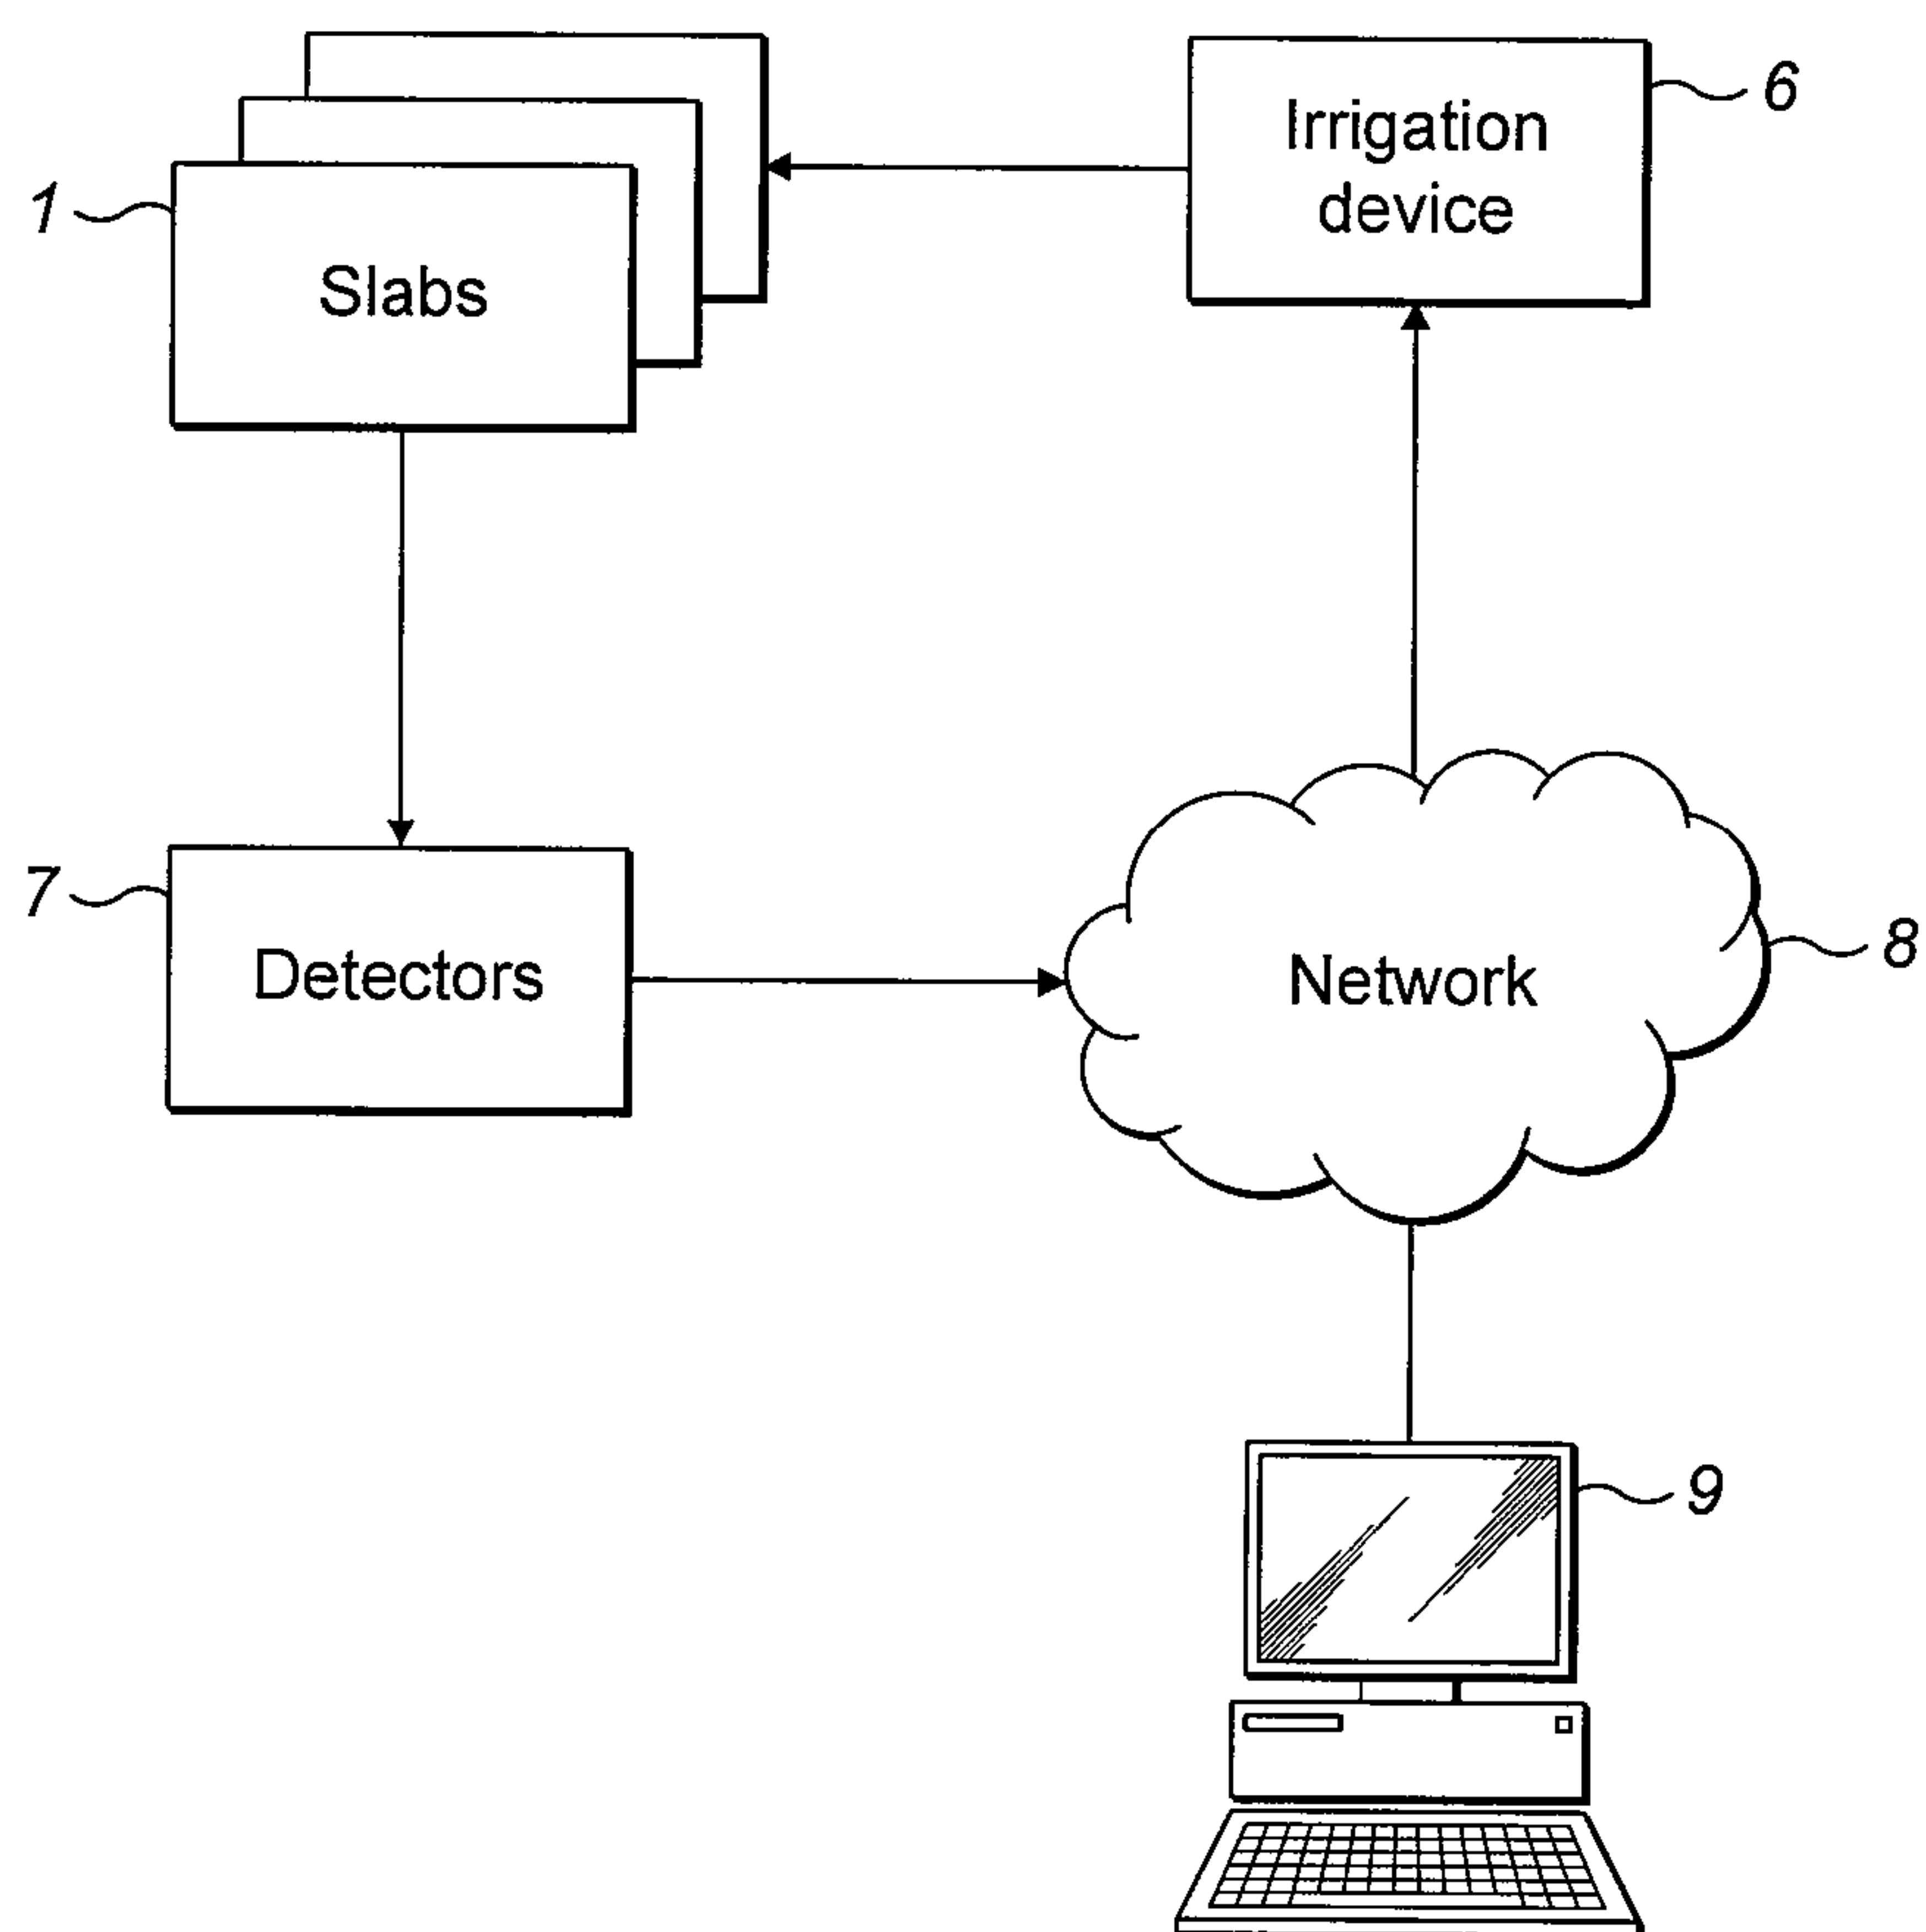 6
Irrigation
device
1
Slabs
7
Detectors
8
Network
9